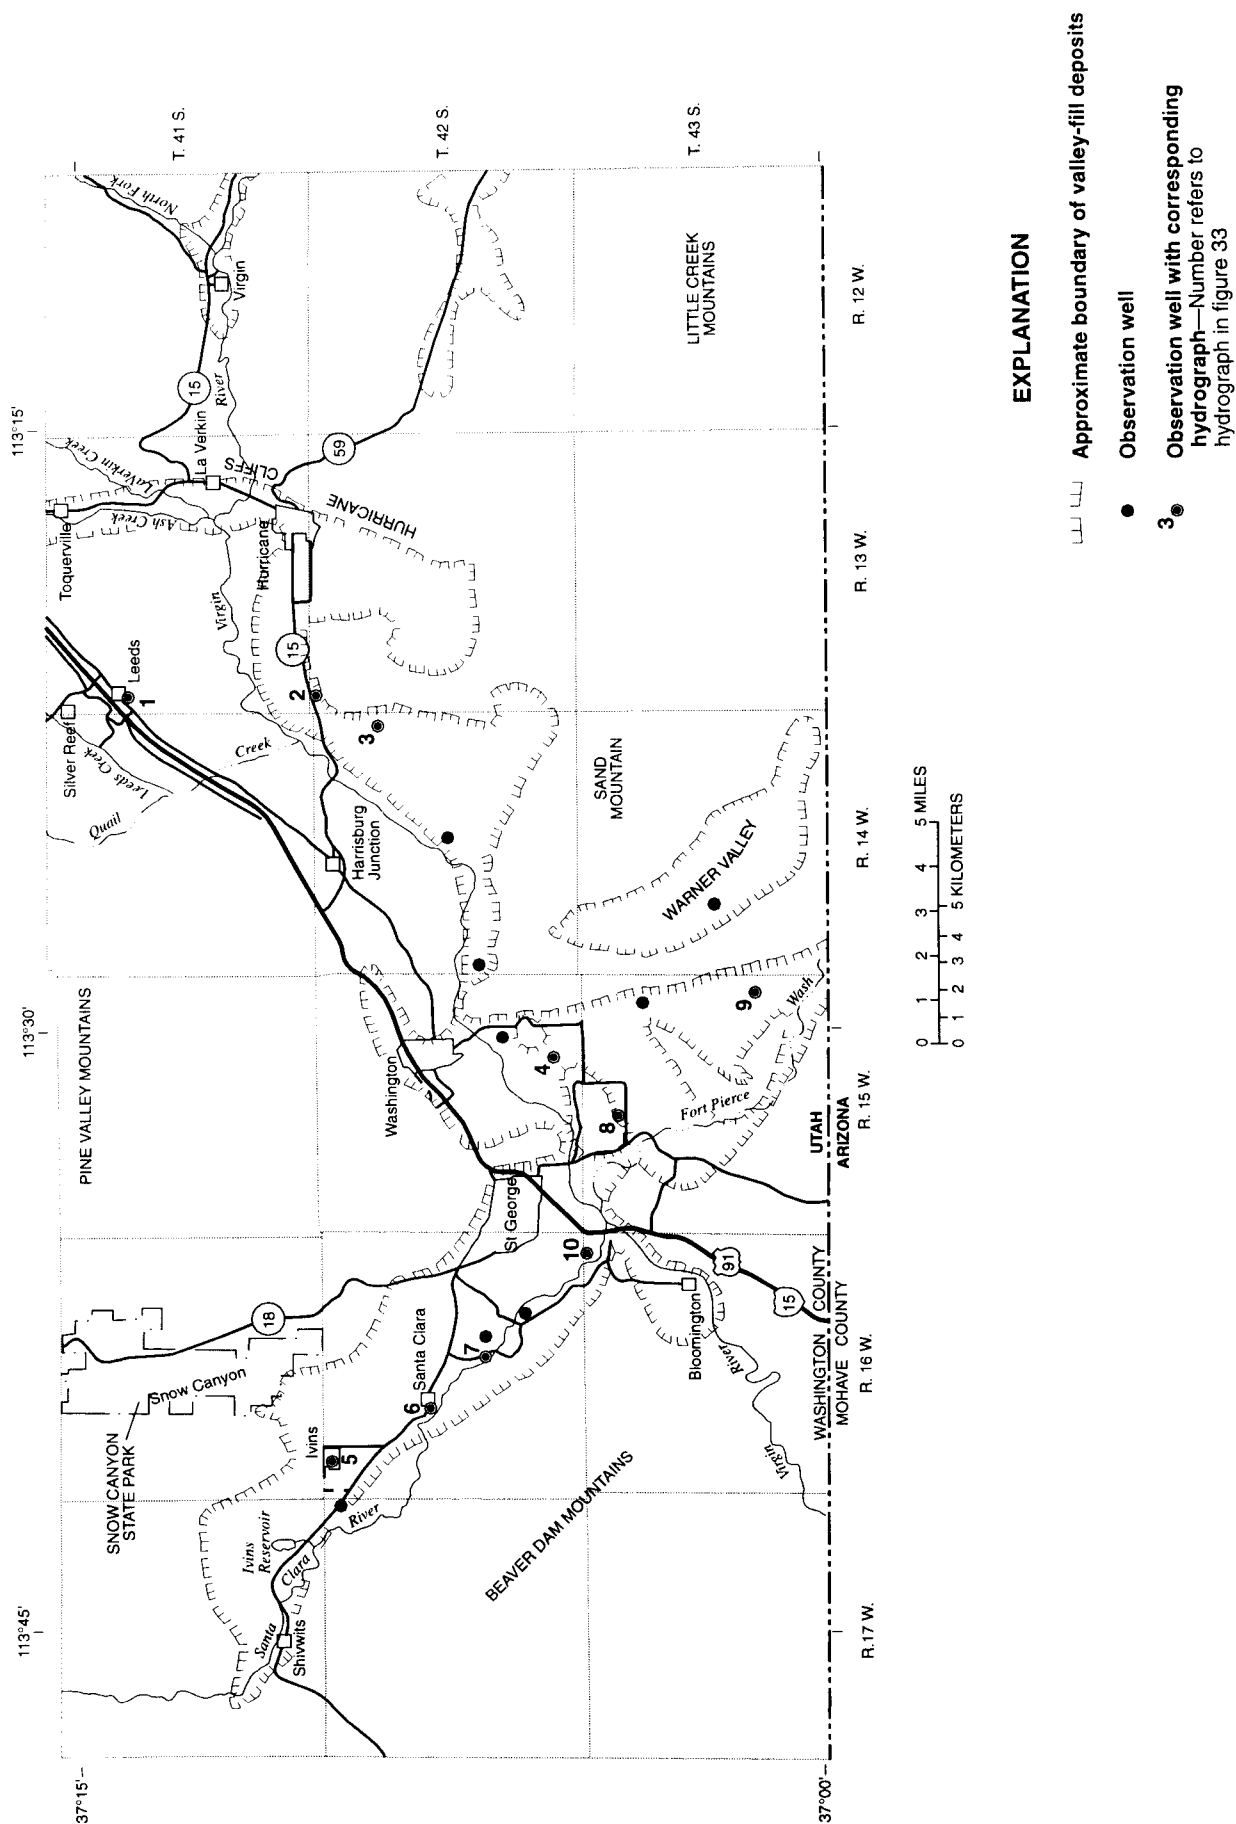 113°45'
113°30'
113°15'
37°15'
37°00'
SNOW CANYON
STATE PARK
Snow Canyon
18
PINE VALLEY MOUNTAINS
Silver Reef
Leeds
1
Leeds Creek
Quail
Creek
Toquerville
Ash Creek
LaVerkin Creek
La Verkin
15
River
Virgin
North Fork
T. 41 S.
Virgin
Hurricane
HURRICANE
CLIFFS
59
15
2
3
Harrisburg
Junction
Washington
Ivins
5
Ivins
Reservoir
Santa
Clara
River
Shivwits
Santa Clara
6
7
St George
10
4
8
9
T. 42 S.
SAND
MOUNTAIN
WARNER VALLEY
LITTLE CREEK
MOUNTAINS
T. 43 S.
BEAVER DAM MOUNTAINS
Bloomington
River
Virgin
91
15
Fort Pierce
Wash
WASHINGTON COUNTY
MOHAVE COUNTY
UTAH
ARIZONA
R.17 W.
R. 16 W.
R. 15 W.
R. 14 W.
R. 13 W.
R. 12 W.
0 1 2 3 4 5 MILES
0 1 2 3 4 5 KILOMETERS
EXPLANATION
Approximate boundary of valley-fill deposits
Observation well
3
Observation well with corresponding
hydrograph—Number refers to
hydrograph in figure 33